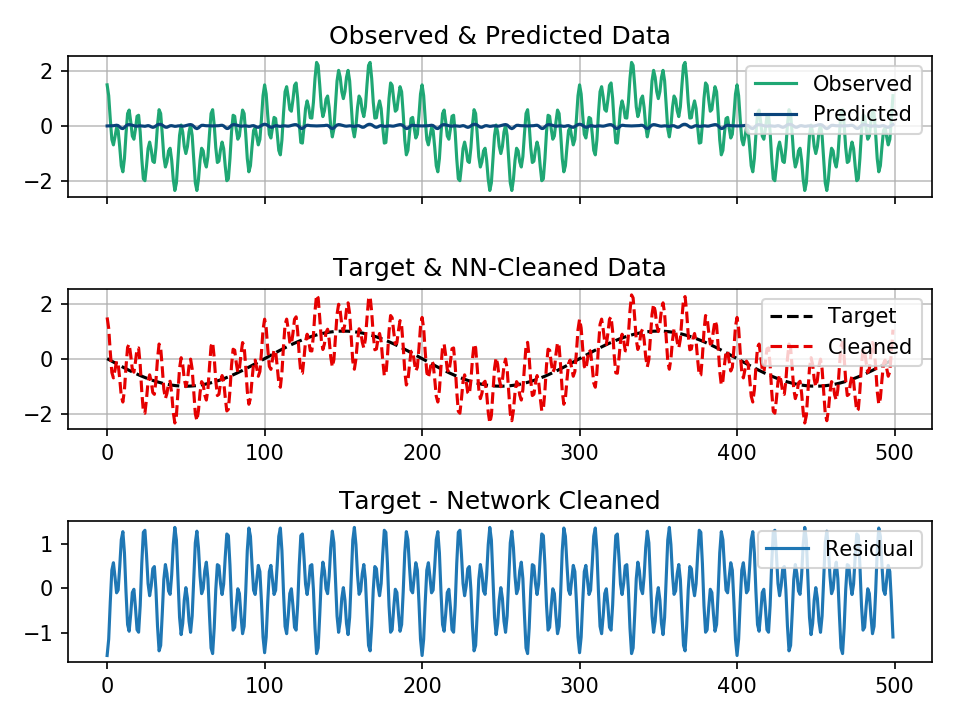 Observed & Predicted Data
2
0
−2
Observed
Predicted
Target & NN-Cleaned Data
2
0
−2
Target
Cleaned
0 100 200 300 400 500
Target - Network Cleaned
1
0
−1
Residual
0 100 200 300 400 500